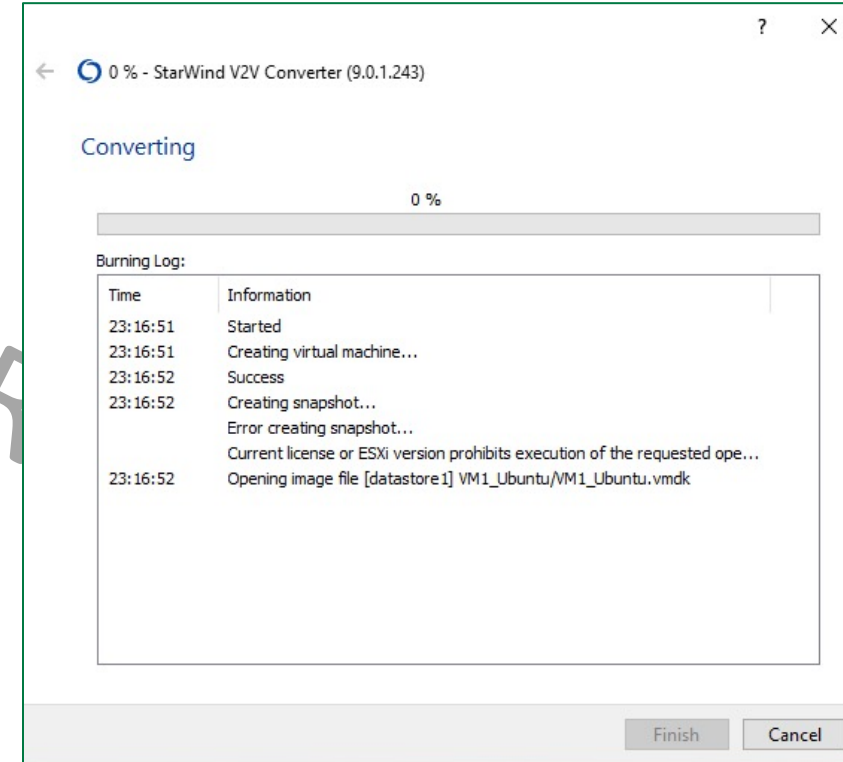 ?
0 % - StarWind V2V Converter (9.0.1.243)
Converting
0 %
Burning Log:
Time Information
23:16:51 Started
23:16:51 Creating virtual machine...
23:16:52 Success
23:16:52 Creating snapshot...
Error creating snapshot...
Current license or ESXi version prohibits execution of the requested ope...
23:16:52 Opening image file [datastore1] VM1_Ubuntu/VM1_Ubuntu.vmdk
Finish Cancel